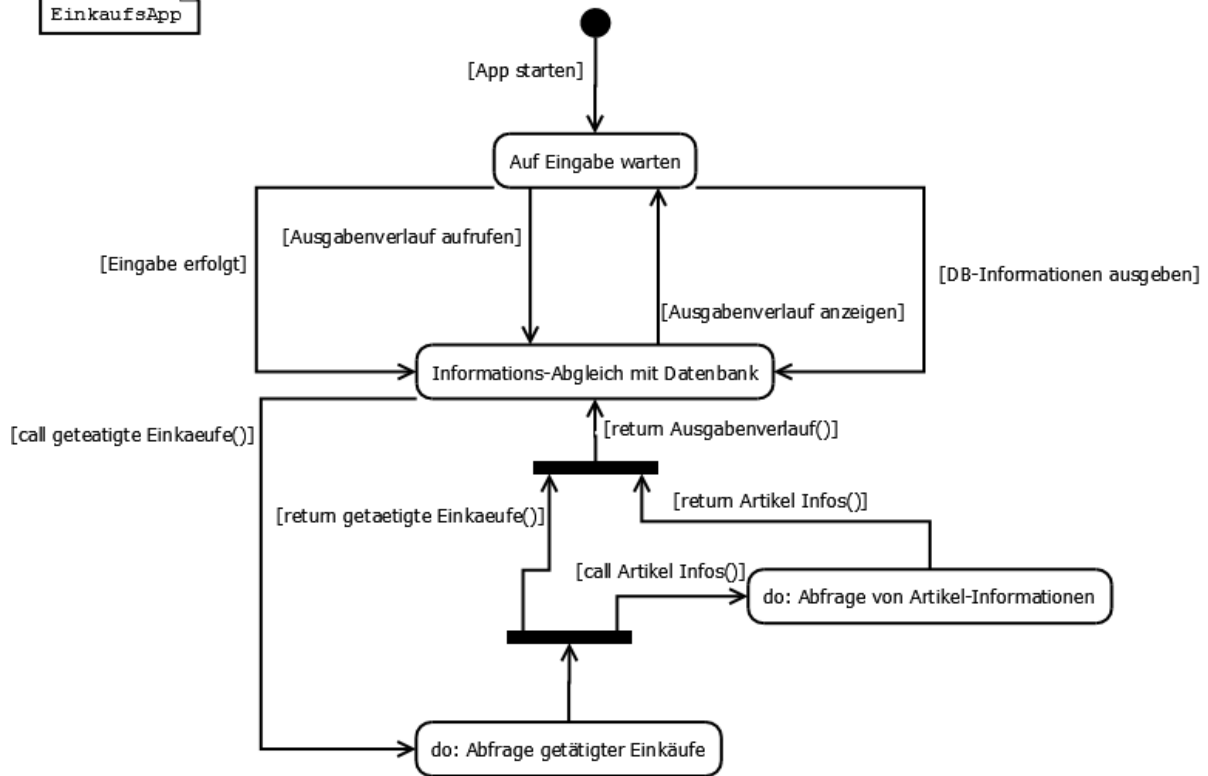 EinkaufsApp
[App starten]
Auf Eingabe warten
[Ausgabenverlauf aufrufen]
[Eingabe erfolgt]
[DB-Informationen ausgeben]
[Ausgabenverlauf anzeigen]
Informations-Abgleich mit Datenbank
[call geteatigte Einkaeufe()]
[return Ausgabenverlauf()]
[return Artikel Infos()]
[return getaetigte Einkaeufe()]
[call Artikel Infos()]
do: Abfrage von Artikel-Informationen
do: Abfrage getätigter Einkäufe